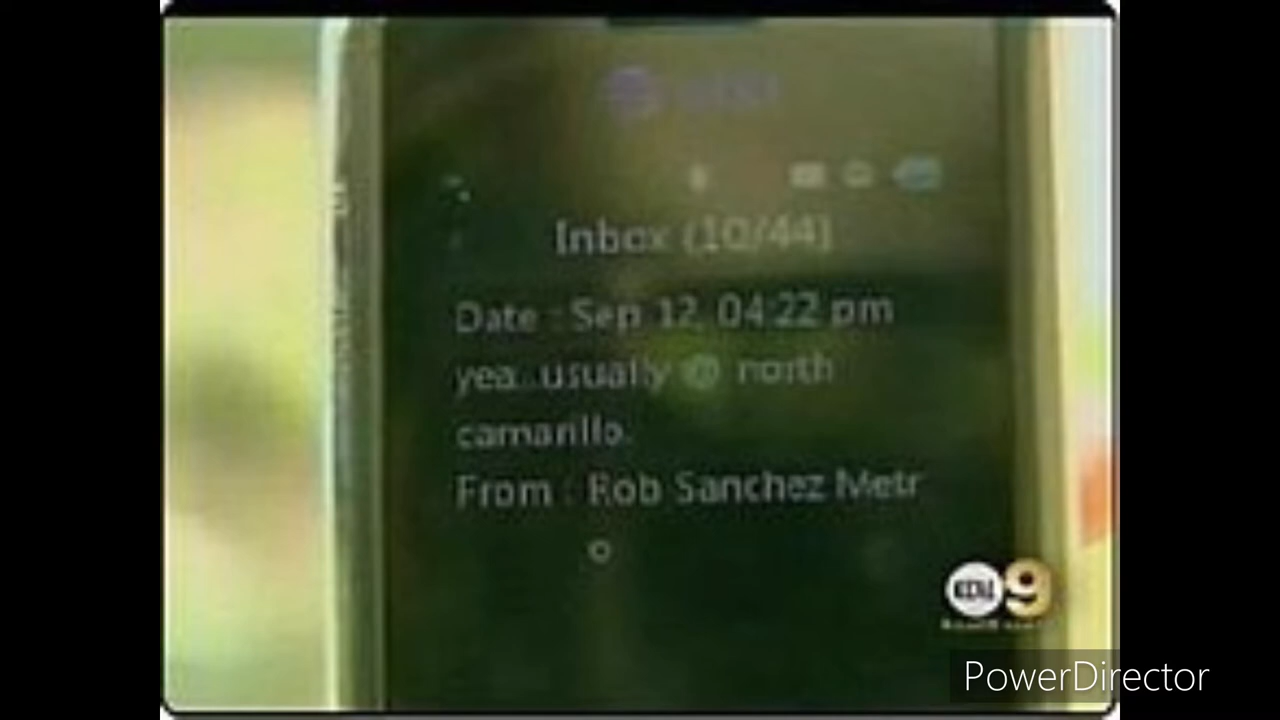 Inbox (10/44)
Date : Sep 12, 04:22 pm
yea..usually @ north
camarillo.
From : Rob Sanchez Metr
o
9
PowerDirector